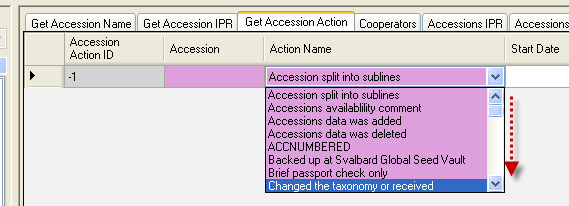 Get Accession Name Get Accession IPR Get Accession Action Cooperators Accessions IPR Accessions
Accession Action ID Accession Action Name Start Date
-1 Accession split into sublines
Accession split into sublines
Accessions availablility comment
Accessions data was added
Accessions data was deleted
ACCNUMBERED
Backed up at Svalbard Global Seed Vault
Brief passport check only
Changed the taxonomy or received